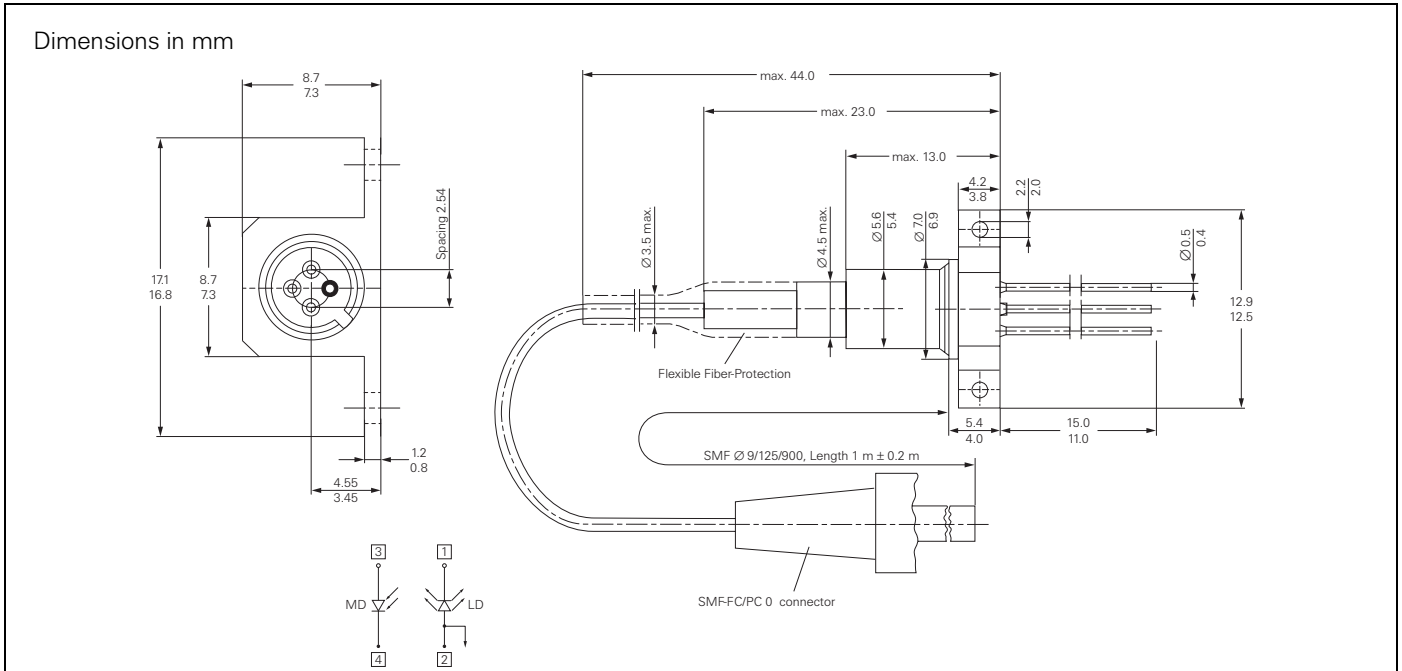 Dimensions in mm
8.7
7.3
max. 44.0
max. 23.0
max. 13.0
4.2
3.8
2.2
2.0
Spacing 2.54
Ø 3.5 max.
Ø 4.5 max.
Ø 5.6
5.4
Ø 7.0
6.9
Ø 0.5
0.4
17.1
16.8
8.7
7.3
12.9
12.5
Flexible Fiber-Protection
5.4
4.0
15.0
11.0
1.2
0.8
SMF Ø 9/125/900, Length 1 m ± 0.2 m
4.55
3.45
3
1
MD
LD
SMF-FC/PC 0 connector
4
2